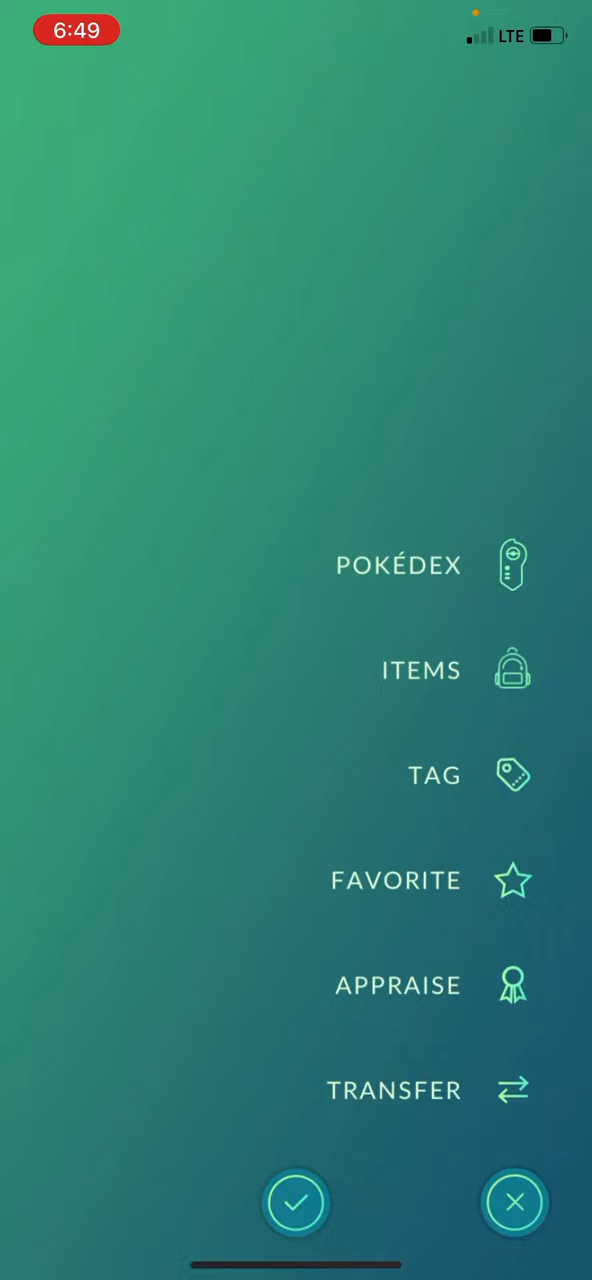 6:49
LTE
POKÉDEX
ITEMS
TAG
FAVORITE
APPRAISE
TRANSFER